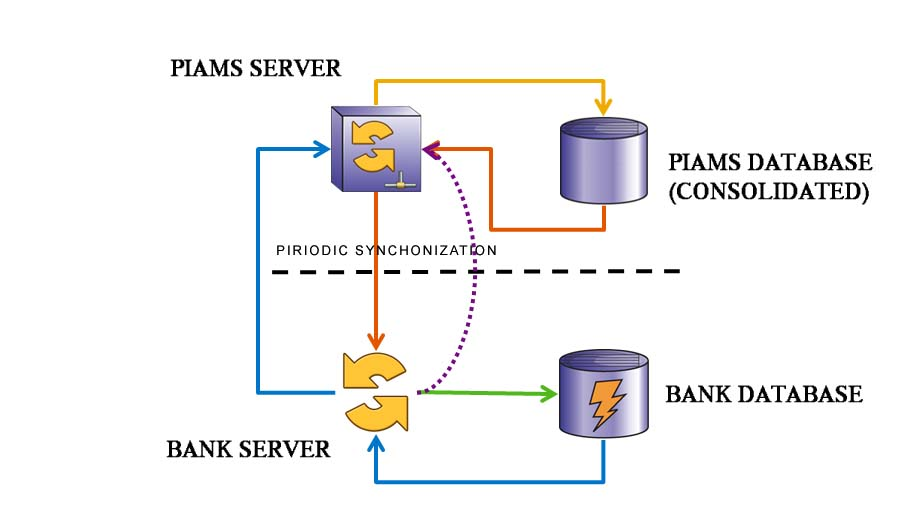 PIAMS SERVER
PIAMS DATABASE
(CONSOLIDATED)
PIRIODIC SYNCHONIZATION
BANK DATABASE
BANK SERVER